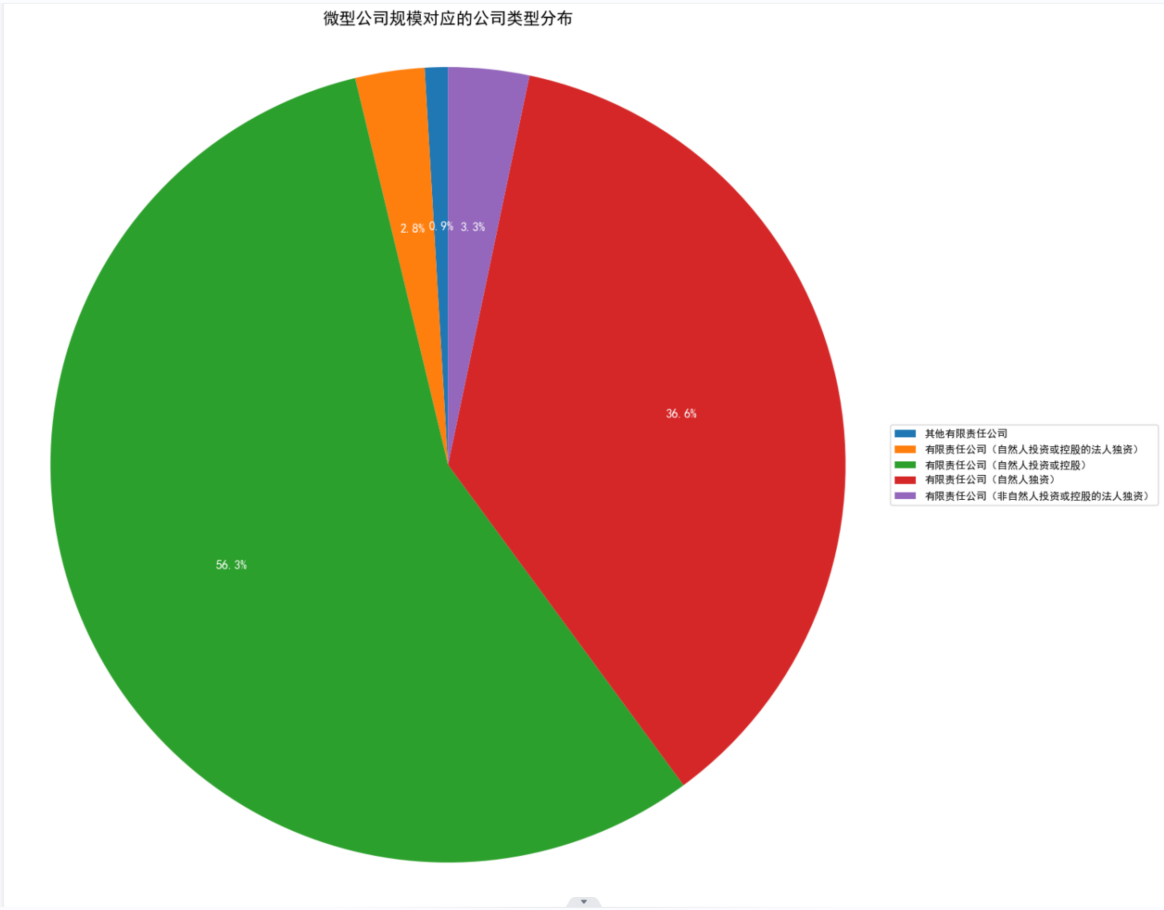 微型公司规模对应的公司类型分布
2.8%
0.9%
3.3%
36.6%
56.3%
其他有限责任公司
有限责任公司（自然人投资或控股的法人独资）
有限责任公司（自然人投资或控股）
有限责任公司（自然人独资）
有限责任公司（非自然人投资或控股的法人独资）